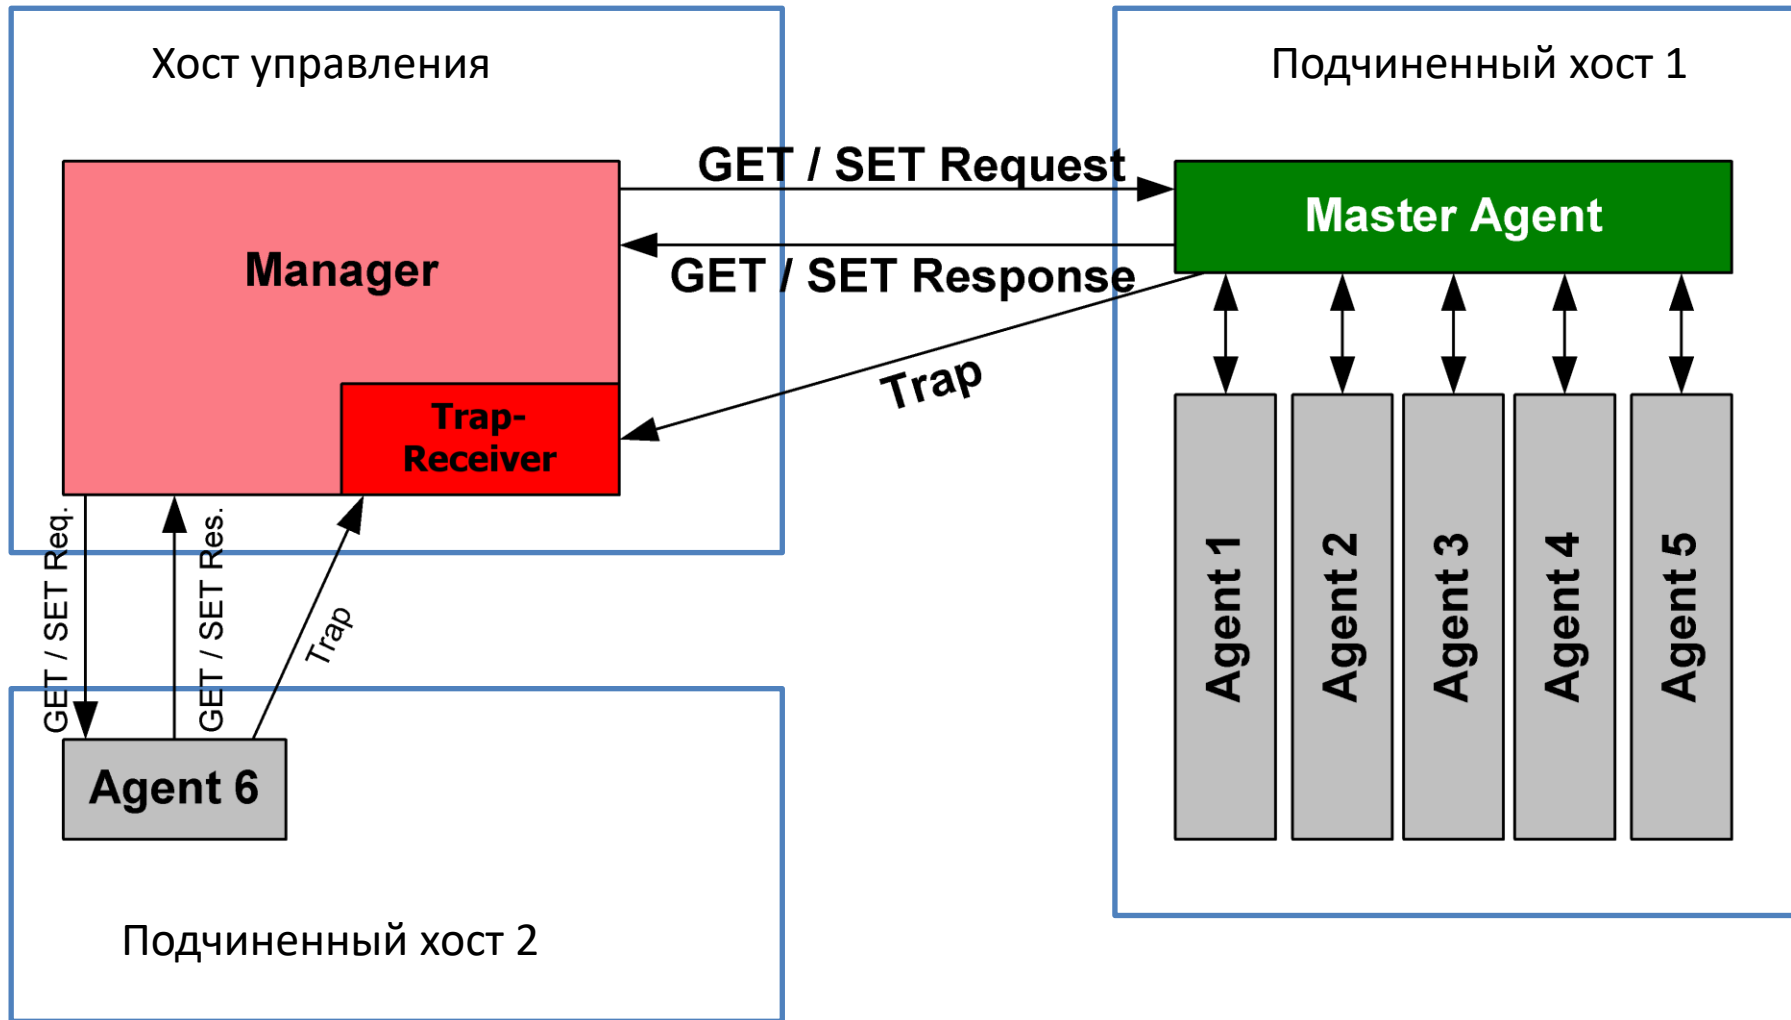 Хост управления
Подчиненный хост 1
GET / SET Request
Master Agent
Manager
GET / SET Response
Trap
Trap-
Receiver
GET / SET Req.
GET / SET Res.
Trap
Agent 1
Agent 2
Agent 3
Agent 4
Agent 5
Agent 6
Подчиненный хост 2